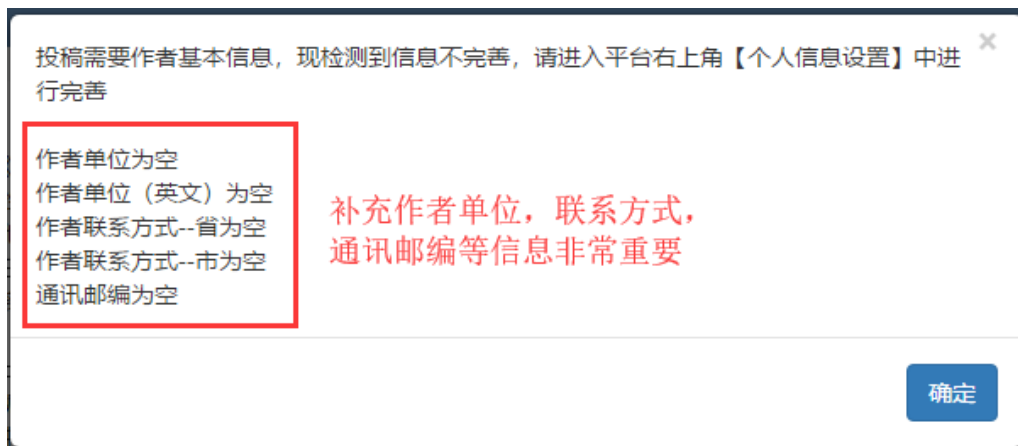 投稿需要作者基本信息，现检测到信息不完善，请进入平台右上角【个人信息设置】中进
行完善
×
作者单位为空
作者单位（英文）为空
作者联系方式--省为空
作者联系方式--市为空
通讯邮编为空
补充作者单位，联系方式，
通讯邮编等信息非常重要
确定